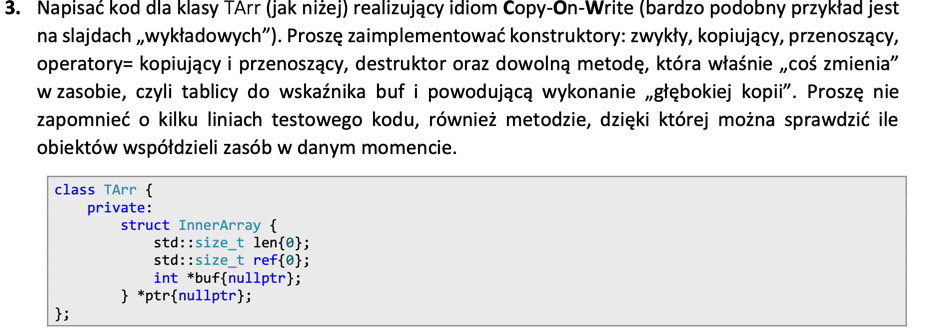 3. Napisać kod dla klasy TArr (jak niżej) realizujący idiom Copy-On-Write (bardzo podobny przykład jest
na slajdach „wykładowych”). Proszę zaimplementować konstruktory: zwykły, kopiujący, przenoszący,
operatory= kopiujący i przenoszący, destruktor oraz dowolną metodę, która właśnie „coś zmienia”
w zasobie, czyli tablicy do wskaźnika buf i powodującą wykonanie „głębokiej kopii”. Proszę nie
zapomnieć o kilku liniach testowego kodu, również metodzie, dzięki której można sprawdzić ile
obiektów współdzieli zasób w danym momencie.
class TArr {
    private:
        struct InnerArray {
            std::size_t len{0};
            std::size_t ref{0};
            int *buf{nullptr};
        } *ptr{nullptr};
};